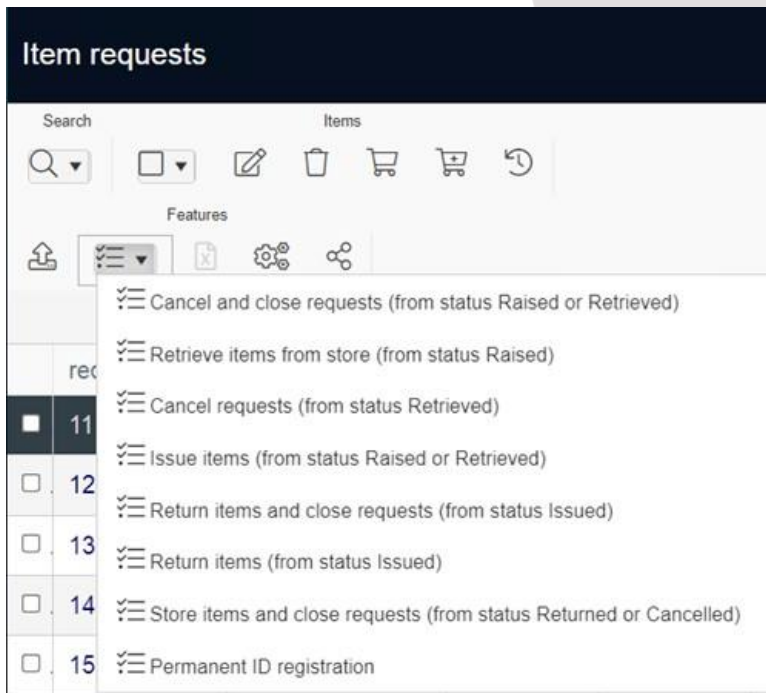 Item requests
Search Items
Features
Cancel and close requests (from status Raised or Retrieved)
Retrieve items from store (from status Raised)
rec
Cancel requests (from status Retrieved)
11
Issue items (from status Raised or Retrieved)
12
Return items and close requests (from status Issued)
13
Return items (from status Issued)
14
Store items and close requests (from status Returned or Cancelled)
15
Permanent ID registration